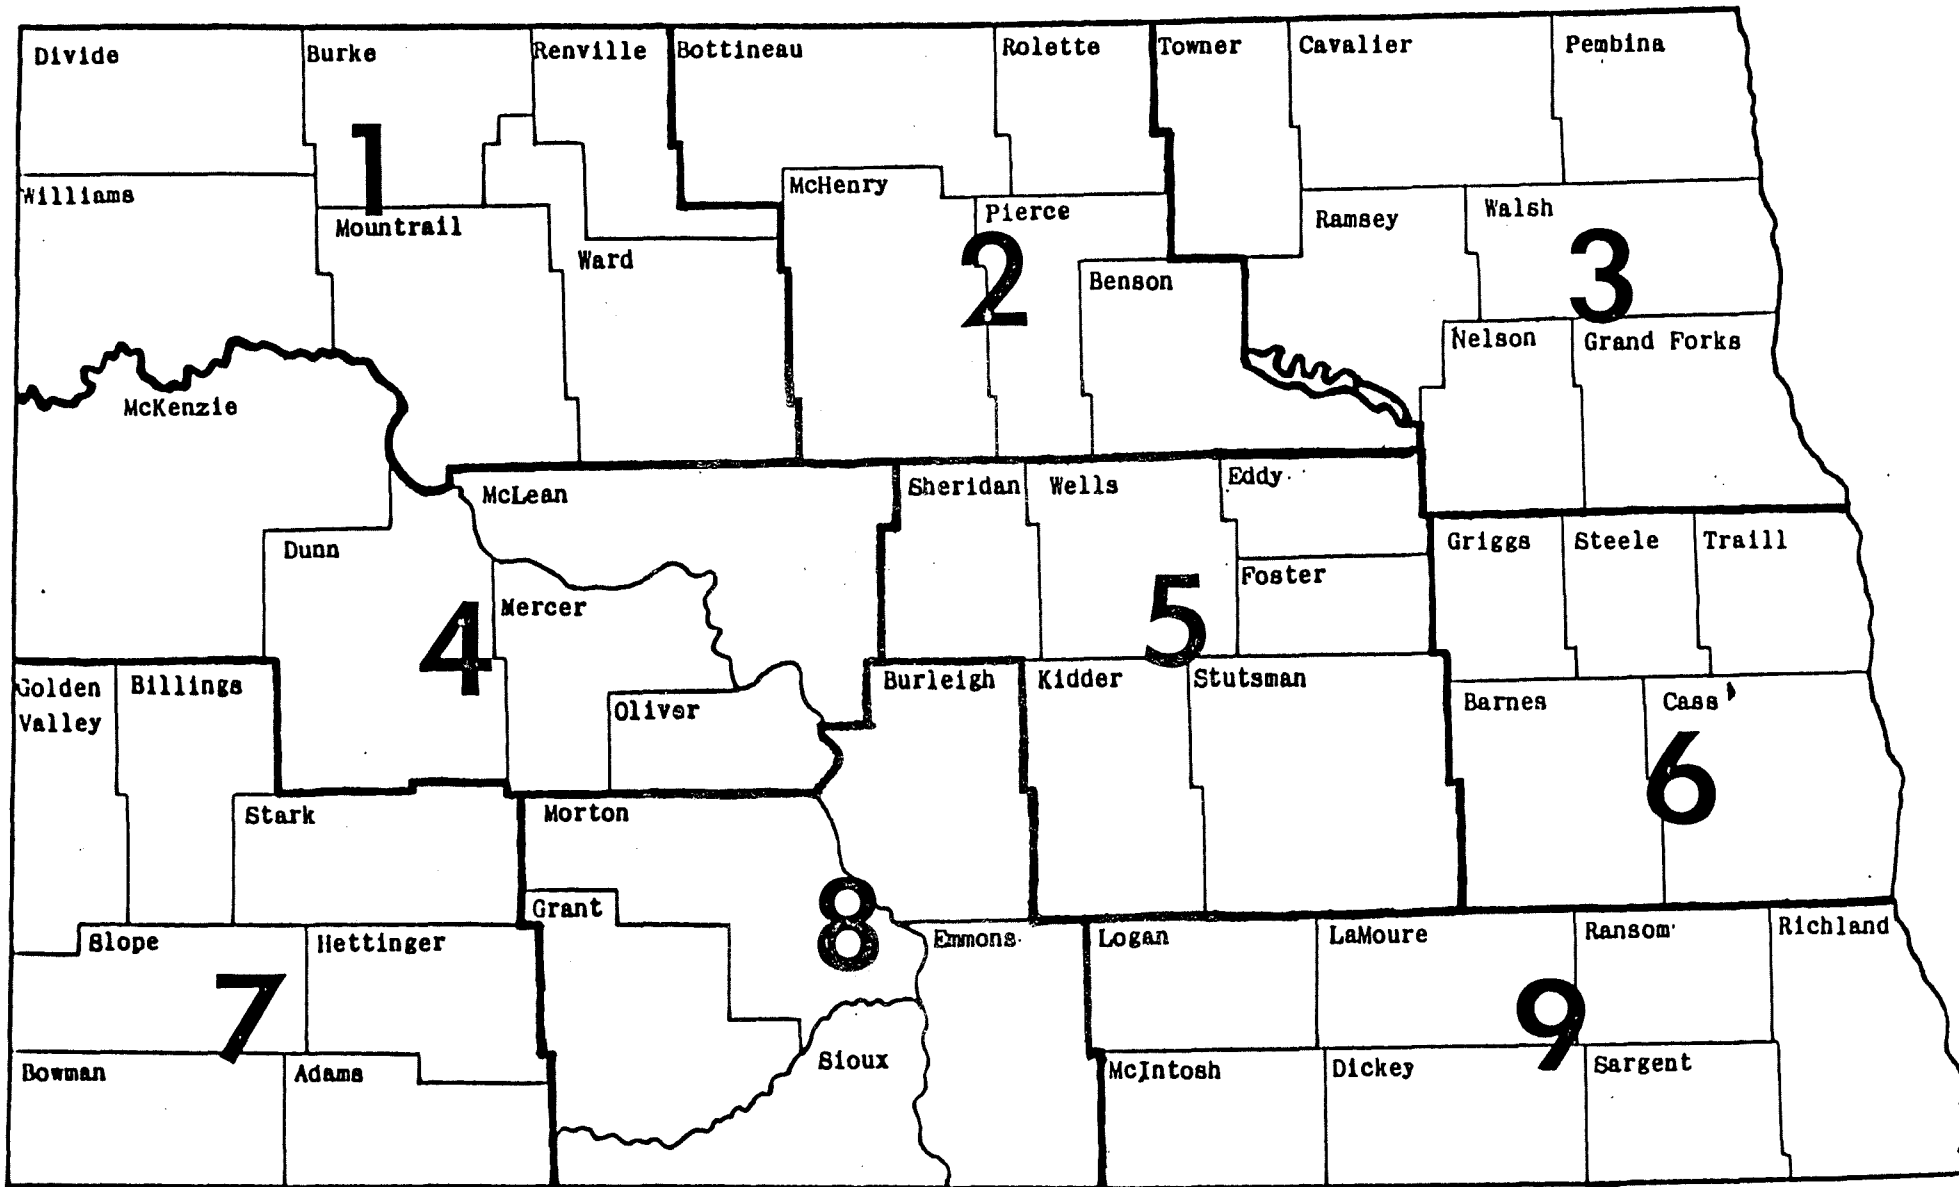 Divide
Burke
Renville
Bottineau
Rolette
Towner
Cavalier
Pembina
1
Williams
Mountrail
Ward
McHenry
Pierce
2
Benson
Ramsey
Walsh
3
Nelson
Grand Forks
McKenzie
McLean
Sheridan
Wells
Eddy
Dunn
Mercer
4
5
Foster
Griggs
Steele
Traill
Golden
Valley
Billings
Oliver
Burleigh
Kidder
Stutsman
Barnes
Cass
6
Stark
Morton
Grant
8
Slope
Hettinger
7
Emmons
Logan
LaMoure
Ransom
Richland
9
Bowman
Adams
Sioux
McIntosh
Dickey
Sargent